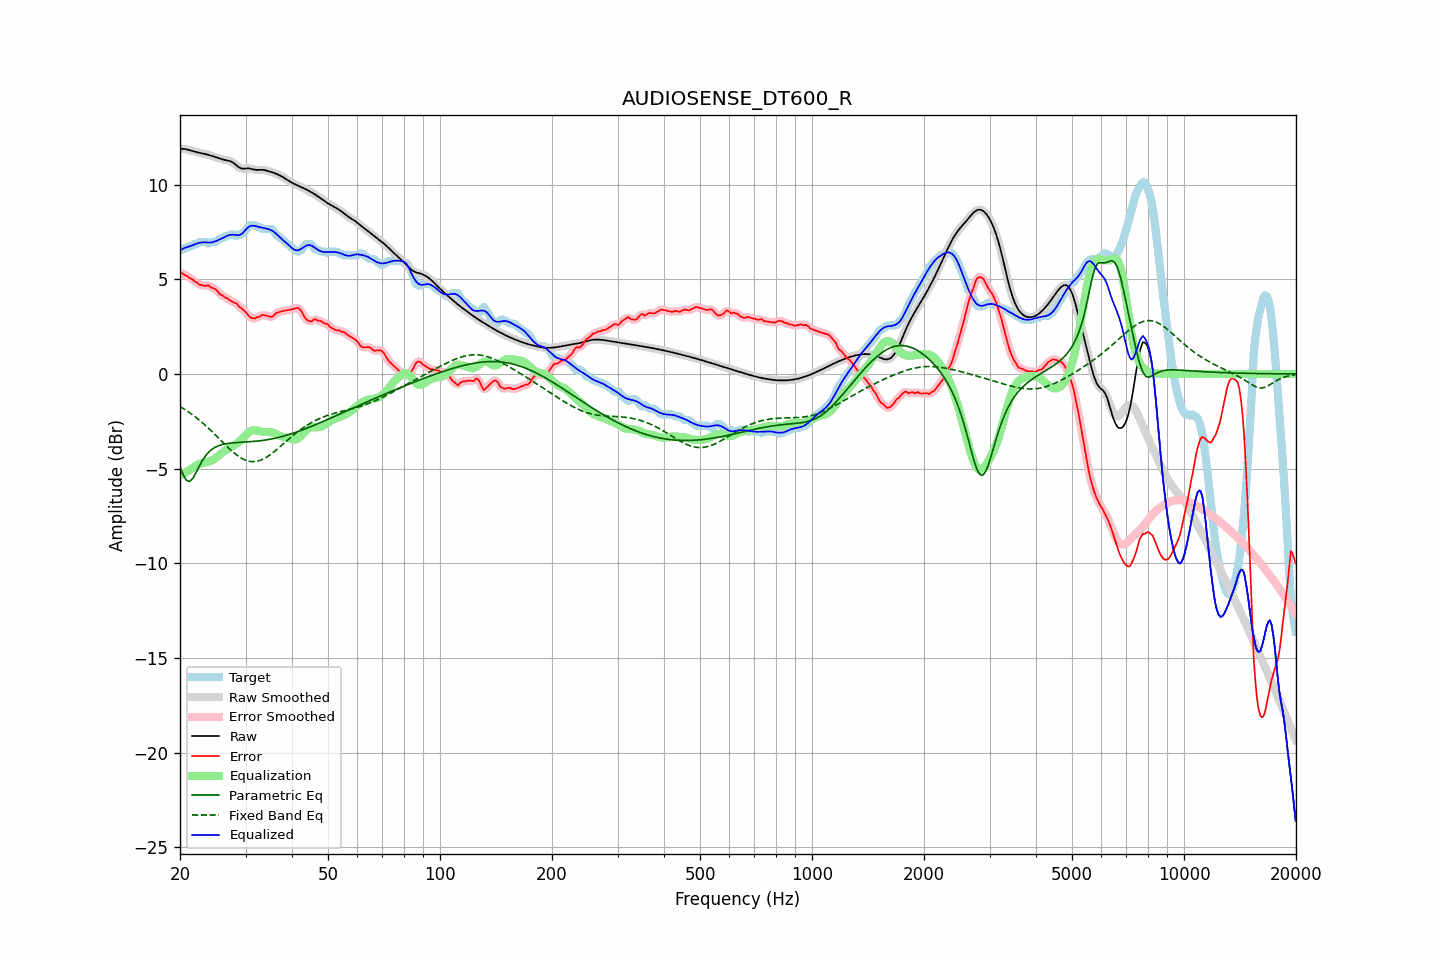 AUDIOSENSE_DT600_R
Amplitude (dBr)
10
5
0
−5
−10
−15
−20
−25
Target
Raw Smoothed
Error Smoothed
Raw
Error
Equalization
Parametric Eq
Fixed Band Eq
Equalized
20 50 100 200 500 1000 2000 5000 10000 20000
Frequency (Hz)